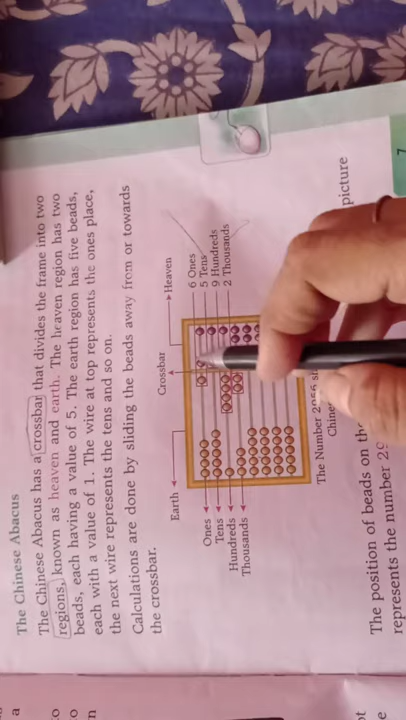 The Chinese Abacus
The Chinese Abacus has a crossbar that divides the frame into two
regions, known as heaven and earth. The heaven region has two
beads, each having a value of 5. The earth region has five beads,
each with a value of 1. The wire at top represents the ones place,
the next wire represents the tens and so on.
Calculations are done by sliding the beads away from or towards
the crossbar.
Earth
Crossbar
Heaven
Ones
Tens
Hundreds
Thousands
6 Ones
5 Tens
9 Hundreds
2 Thousands
The Number
Chine
The position of beads on the
picture
represents the number
7